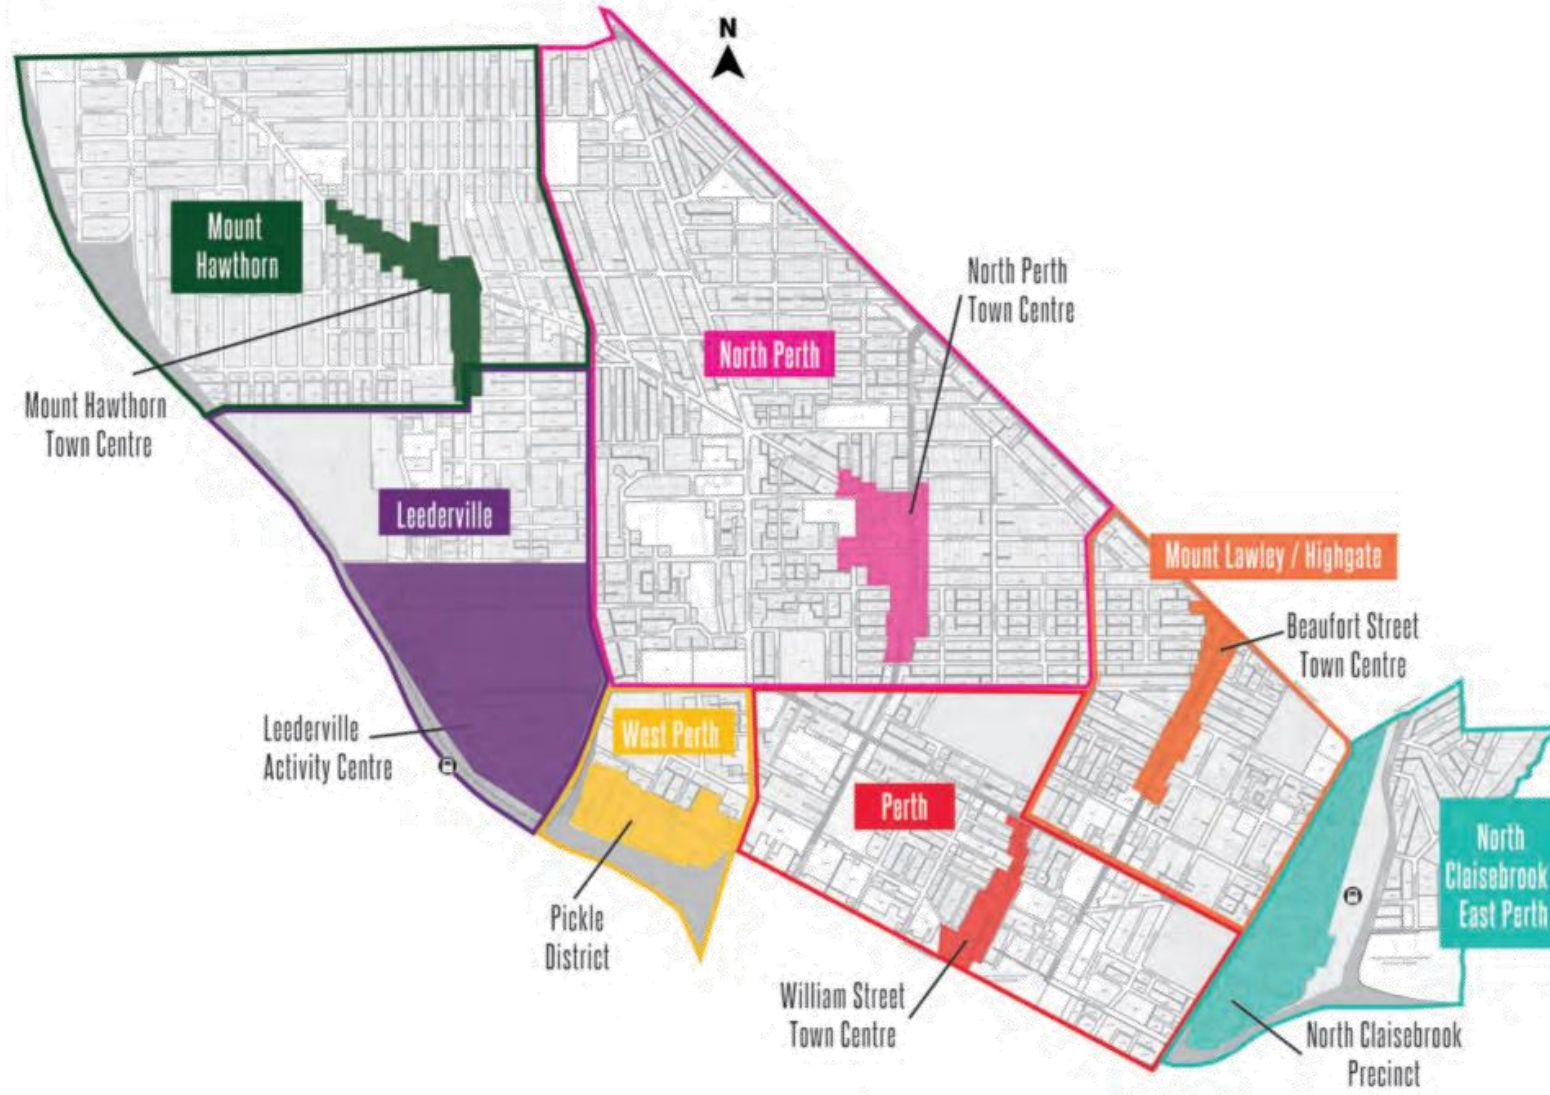 N
Mount
Hawthorn
North Perth
Town Centre
North Perth
Mount Hawthorn
Town Centre
Leederville
Mount Lawley / Highgate
Beaufort Street
Town Centre
Leederville
Activity Centre
West Perth
Perth
North
Claisebrook
East Perth
Pickle
District
William Street
Town Centre
North Claisebrook
Precinct